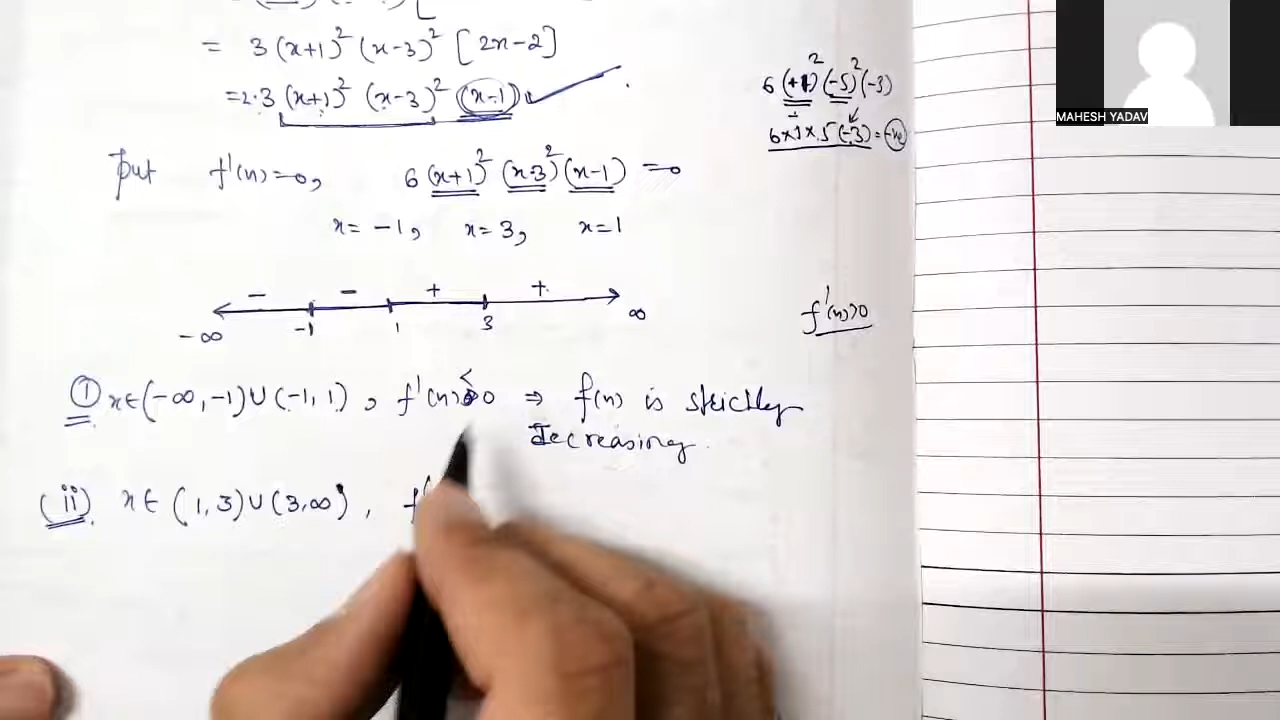 = 3(x+1)² (x-3)² [2x-2]
= 2·3 (x+1)² (x-3)² (x-1)
6 (+1)² (-5)² (-3)
6×1×5(-3) = -ve
MAHESH YADAV
Put f'(x)=0, 6 (x+1)² (x-3)² (x-1) =0
x= -1, x= 3, x=1
- - + +
-∞ -1 1 3 ∞
f'(x)>0
① x∈(-∞,-1)∪(-1,1), f'(x)<0 ⇒ f(x) is strictly
decreasing.
(ii) x∈ (1,3)∪(3,∞), f'